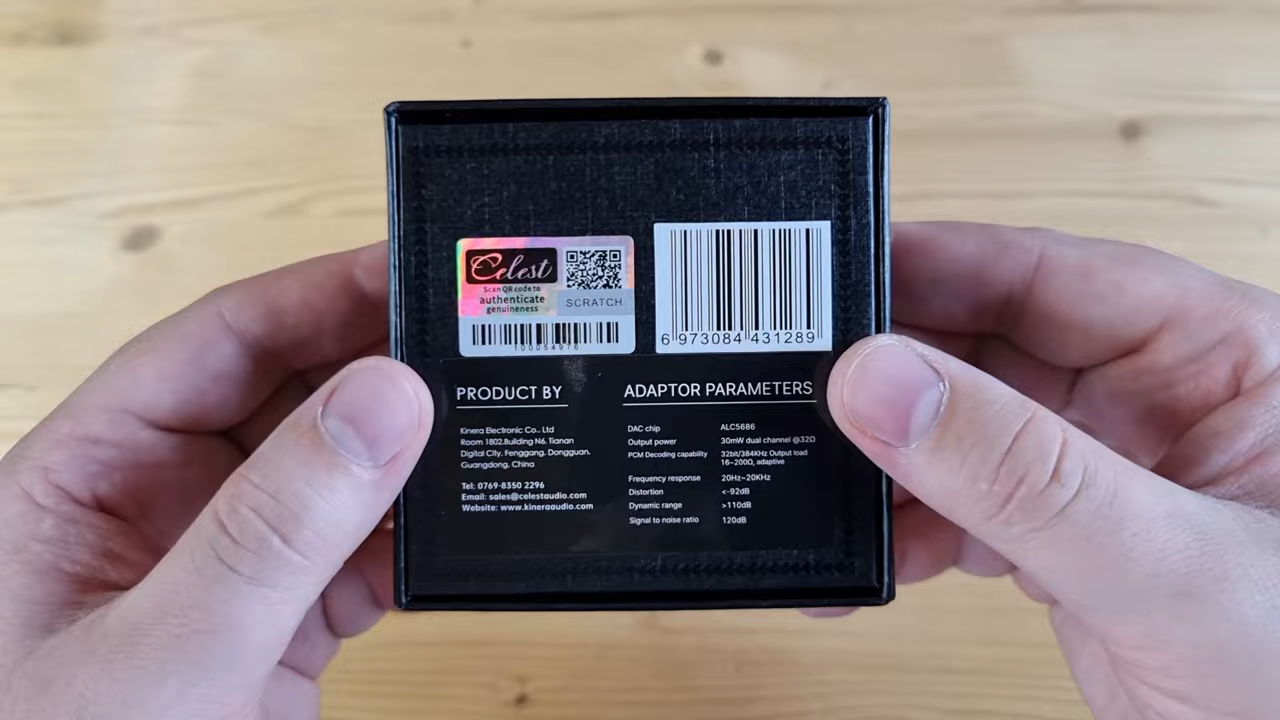 Celest
Scan QR code to
authenticate
genuineness
SCRATCH
100054976
6 973084 431289
PRODUCT BY
Kinera Electronic Co., Ltd
Room 1802.Building N6. Tianan
Digital City. Fenggang. Dongguan.
Guangdong. China
Tel: 0769-8350 2296
Email: sales@celestaudio.com
Website: www.kineraaudio.com
ADAPTOR PARAMETERS
DAC chip ALC5686
Output power 30mW dual channel @32Ω
PCM Decoding capability 32bit/384KHz Output load
16~200Ω, adaptive
Frequency response 20Hz~20KHz
Distortion <-92dB
Dynamic range >110dB
Signal to noise ratio 120dB